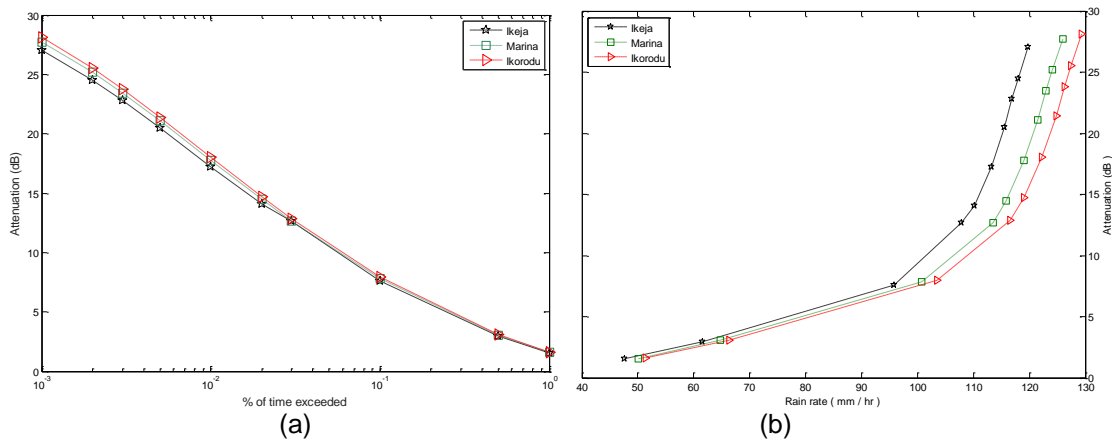 30
25
20
15
10
5
0
Attenuation (dB)
10^-3
10^-2
10^-1
10^0
% of time exceeded
Ikeja
Marina
Ikorodu
(a)
Ikeja
Marina
Ikorodu
30
25
20
15
10
5
0
Attenuation (dB )
40 50 60 70 80 90 100 110 120 130
Rain rate ( mm / hr )
(b)